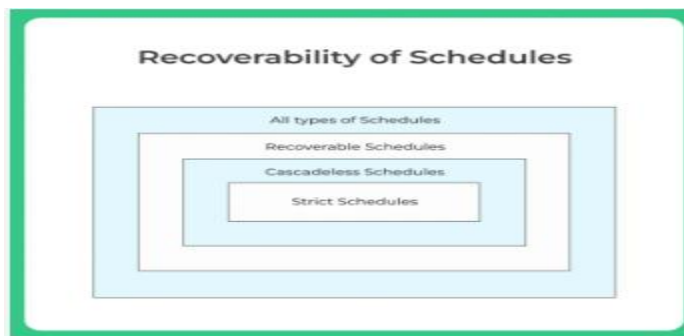 Recoverability of Schedules
All types of Schedules
Recoverable Schedules
Cascadeless Schedules
Strict Schedules